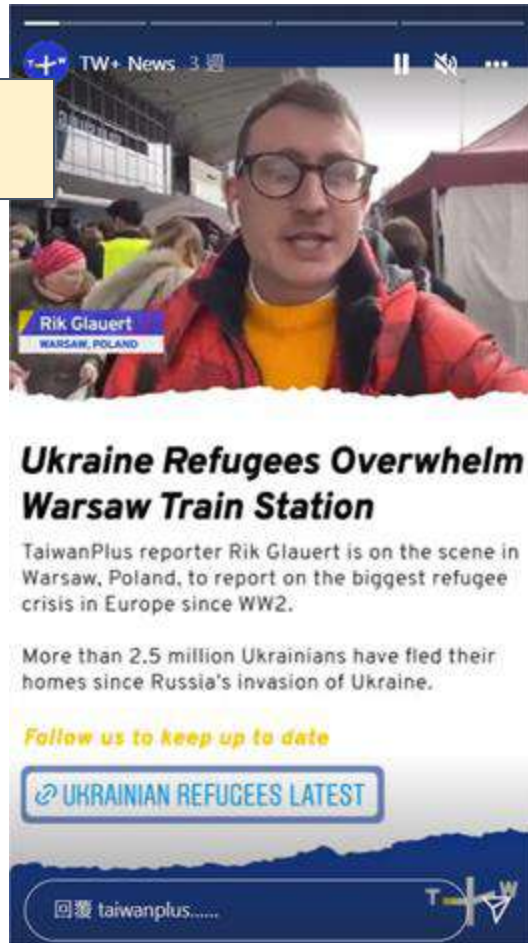 TW+ News 3 週
Rik Glauert
WARSAW, POLAND
Ukraine Refugees Overwhelm
Warsaw Train Station
TaiwanPlus reporter Rik Glauert is on the scene in
Warsaw, Poland, to report on the biggest refugee
crisis in Europe since WW2.
More than 2.5 million Ukrainians have fled their
homes since Russia's invasion of Ukraine.
Follow us to keep up to date
UKRAINIAN REFUGEES LATEST
回覆 taiwanplus......
T W